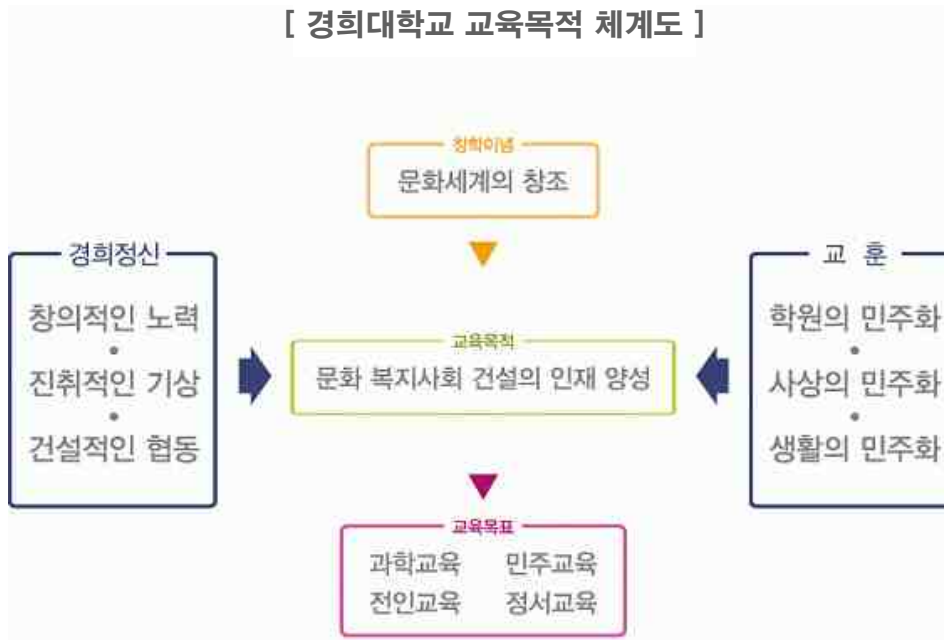 [ 경희대학교 교육목적 체계도 ]
창학이념
문화세계의 창조
경희정신
창의적인 노력
•
진취적인 기상
•
건설적인 협동
교육목적
문화 복지사회 건설의 인재 양성
교 훈
학원의 민주화
•
사상의 민주화
•
생활의 민주화
교육목표
과학교육 민주교육
전인교육 정서교육